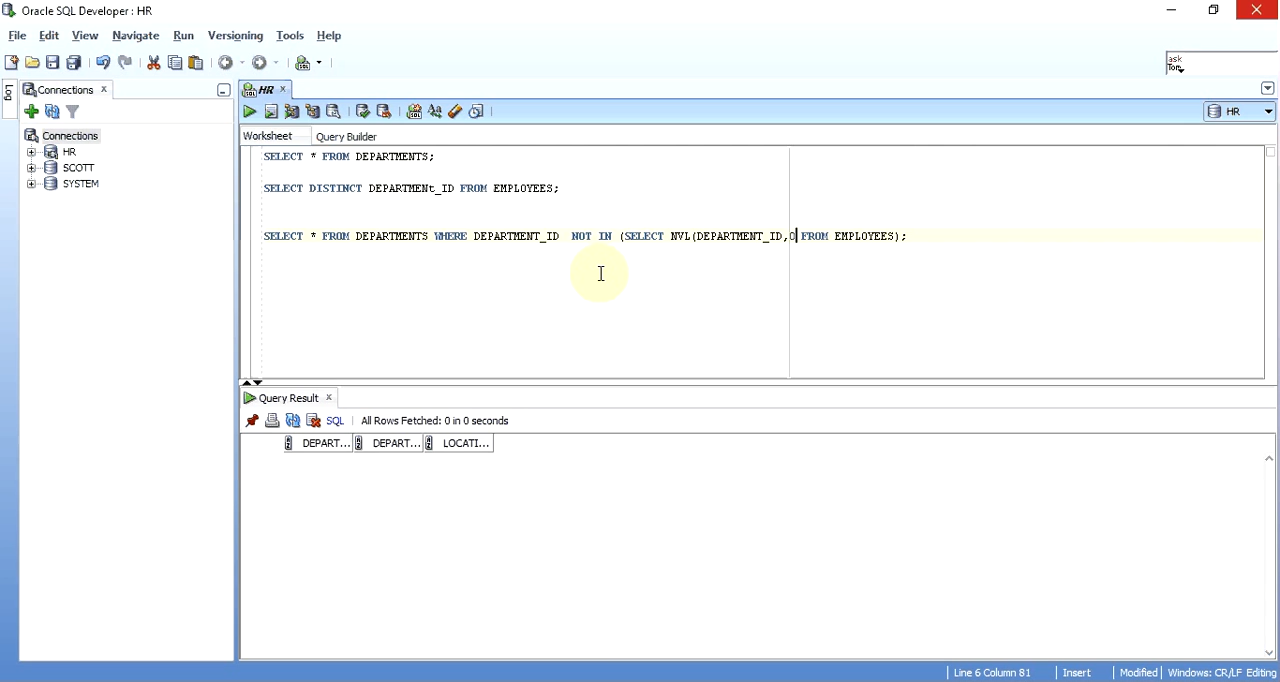 Oracle SQL Developer : HR
File Edit View Navigate Run Versioning Tools Help
ask
Tom
Log
Connections
HR
HR
Worksheet Query Builder
Connections
HR
SCOTT
SYSTEM
SELECT * FROM DEPARTMENTS;
SELECT DISTINCT DEPARTMENt_ID FROM EMPLOYEES;
SELECT * FROM DEPARTMENTS WHERE DEPARTMENT_ID  NOT IN (SELECT NVL(DEPARTMENT_ID,0 FROM EMPLOYEES);
Query Result
SQL | All Rows Fetched: 0 in 0 seconds
DEPART... DEPART... LOCATI...
Line 6 Column 81 | Insert | Modified | Windows: CR/LF Editing